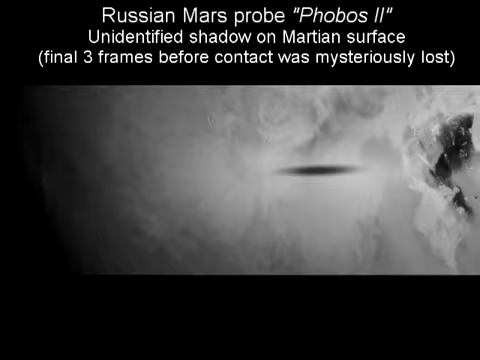 Russian Mars probe "Phobos II"
Unidentified shadow on Martian surface
(final 3 frames before contact was mysteriously lost)